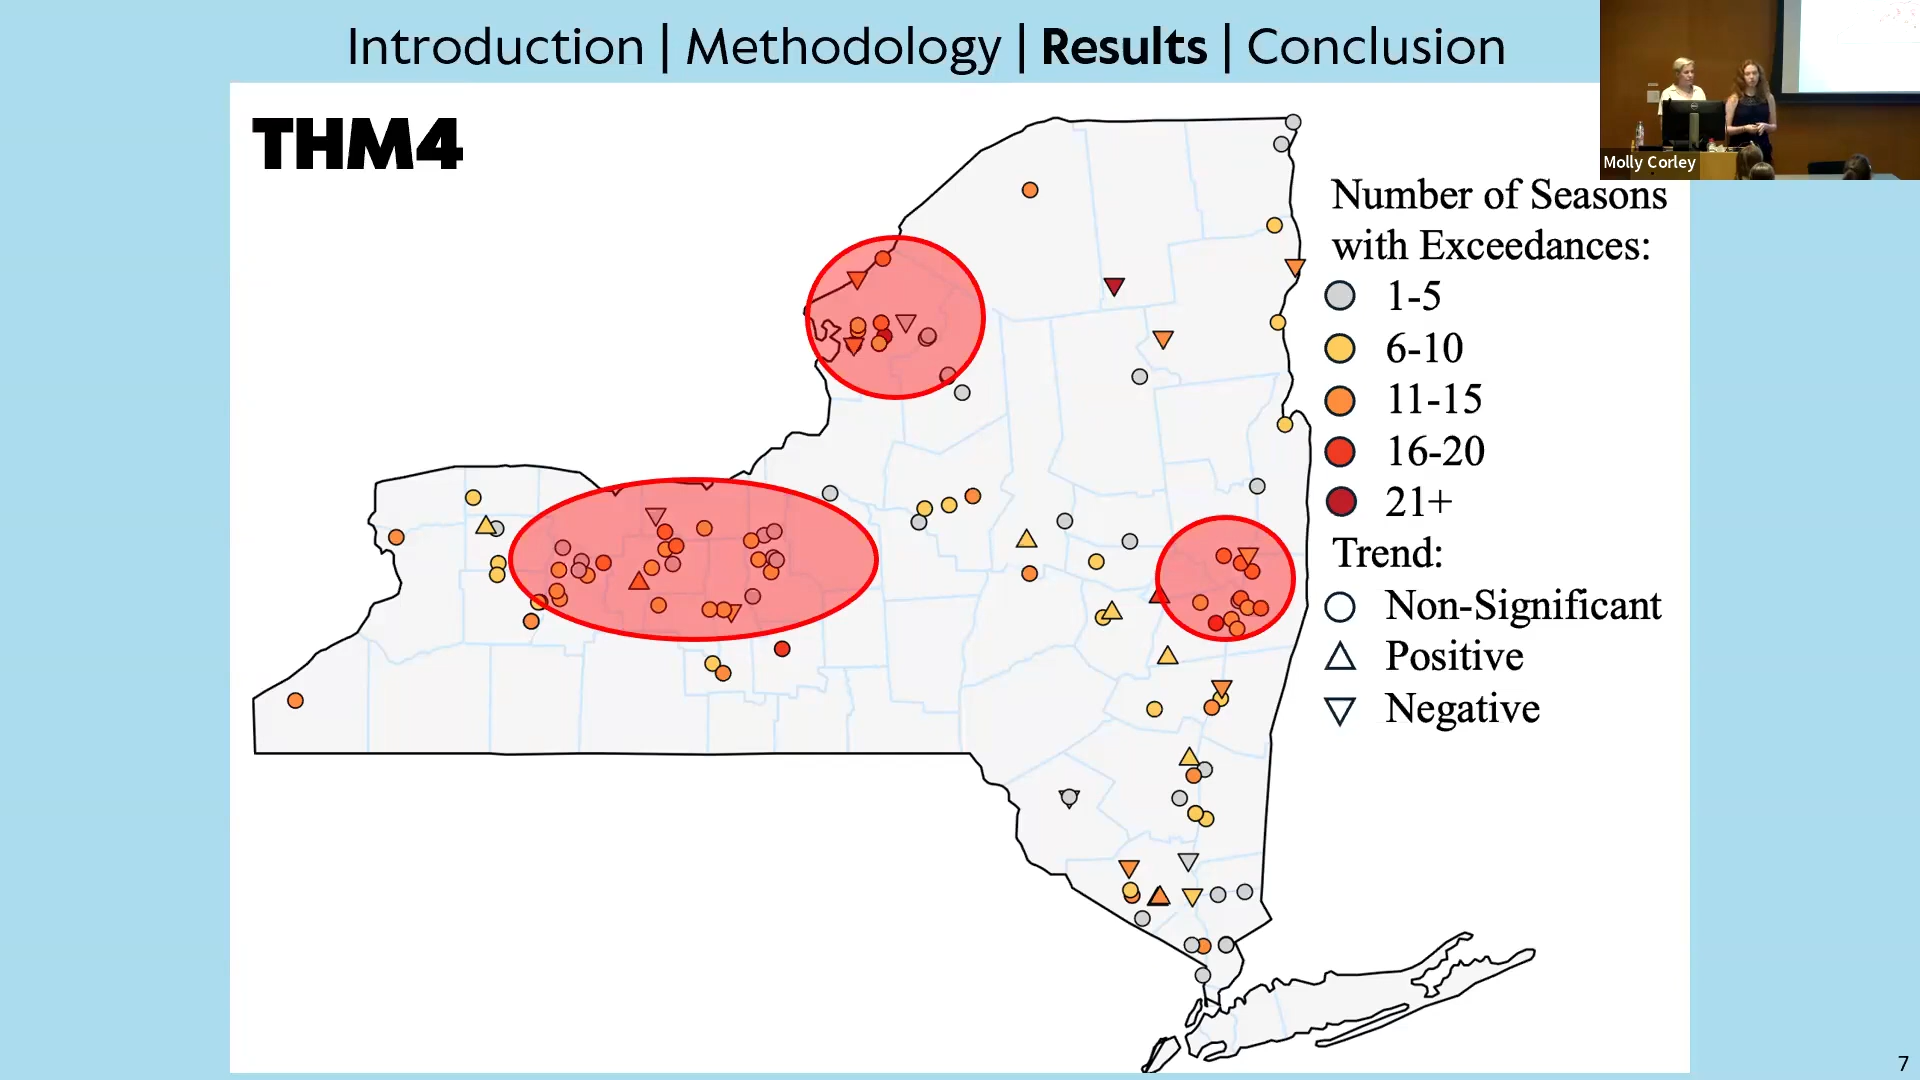 Introduction | Methodology | Results | Conclusion
THM4
Molly Corley
Number of Seasons
with Exceedances:
1-5
6-10
11-15
16-20
21+
Trend:
Non-Significant
Positive
Negative
7